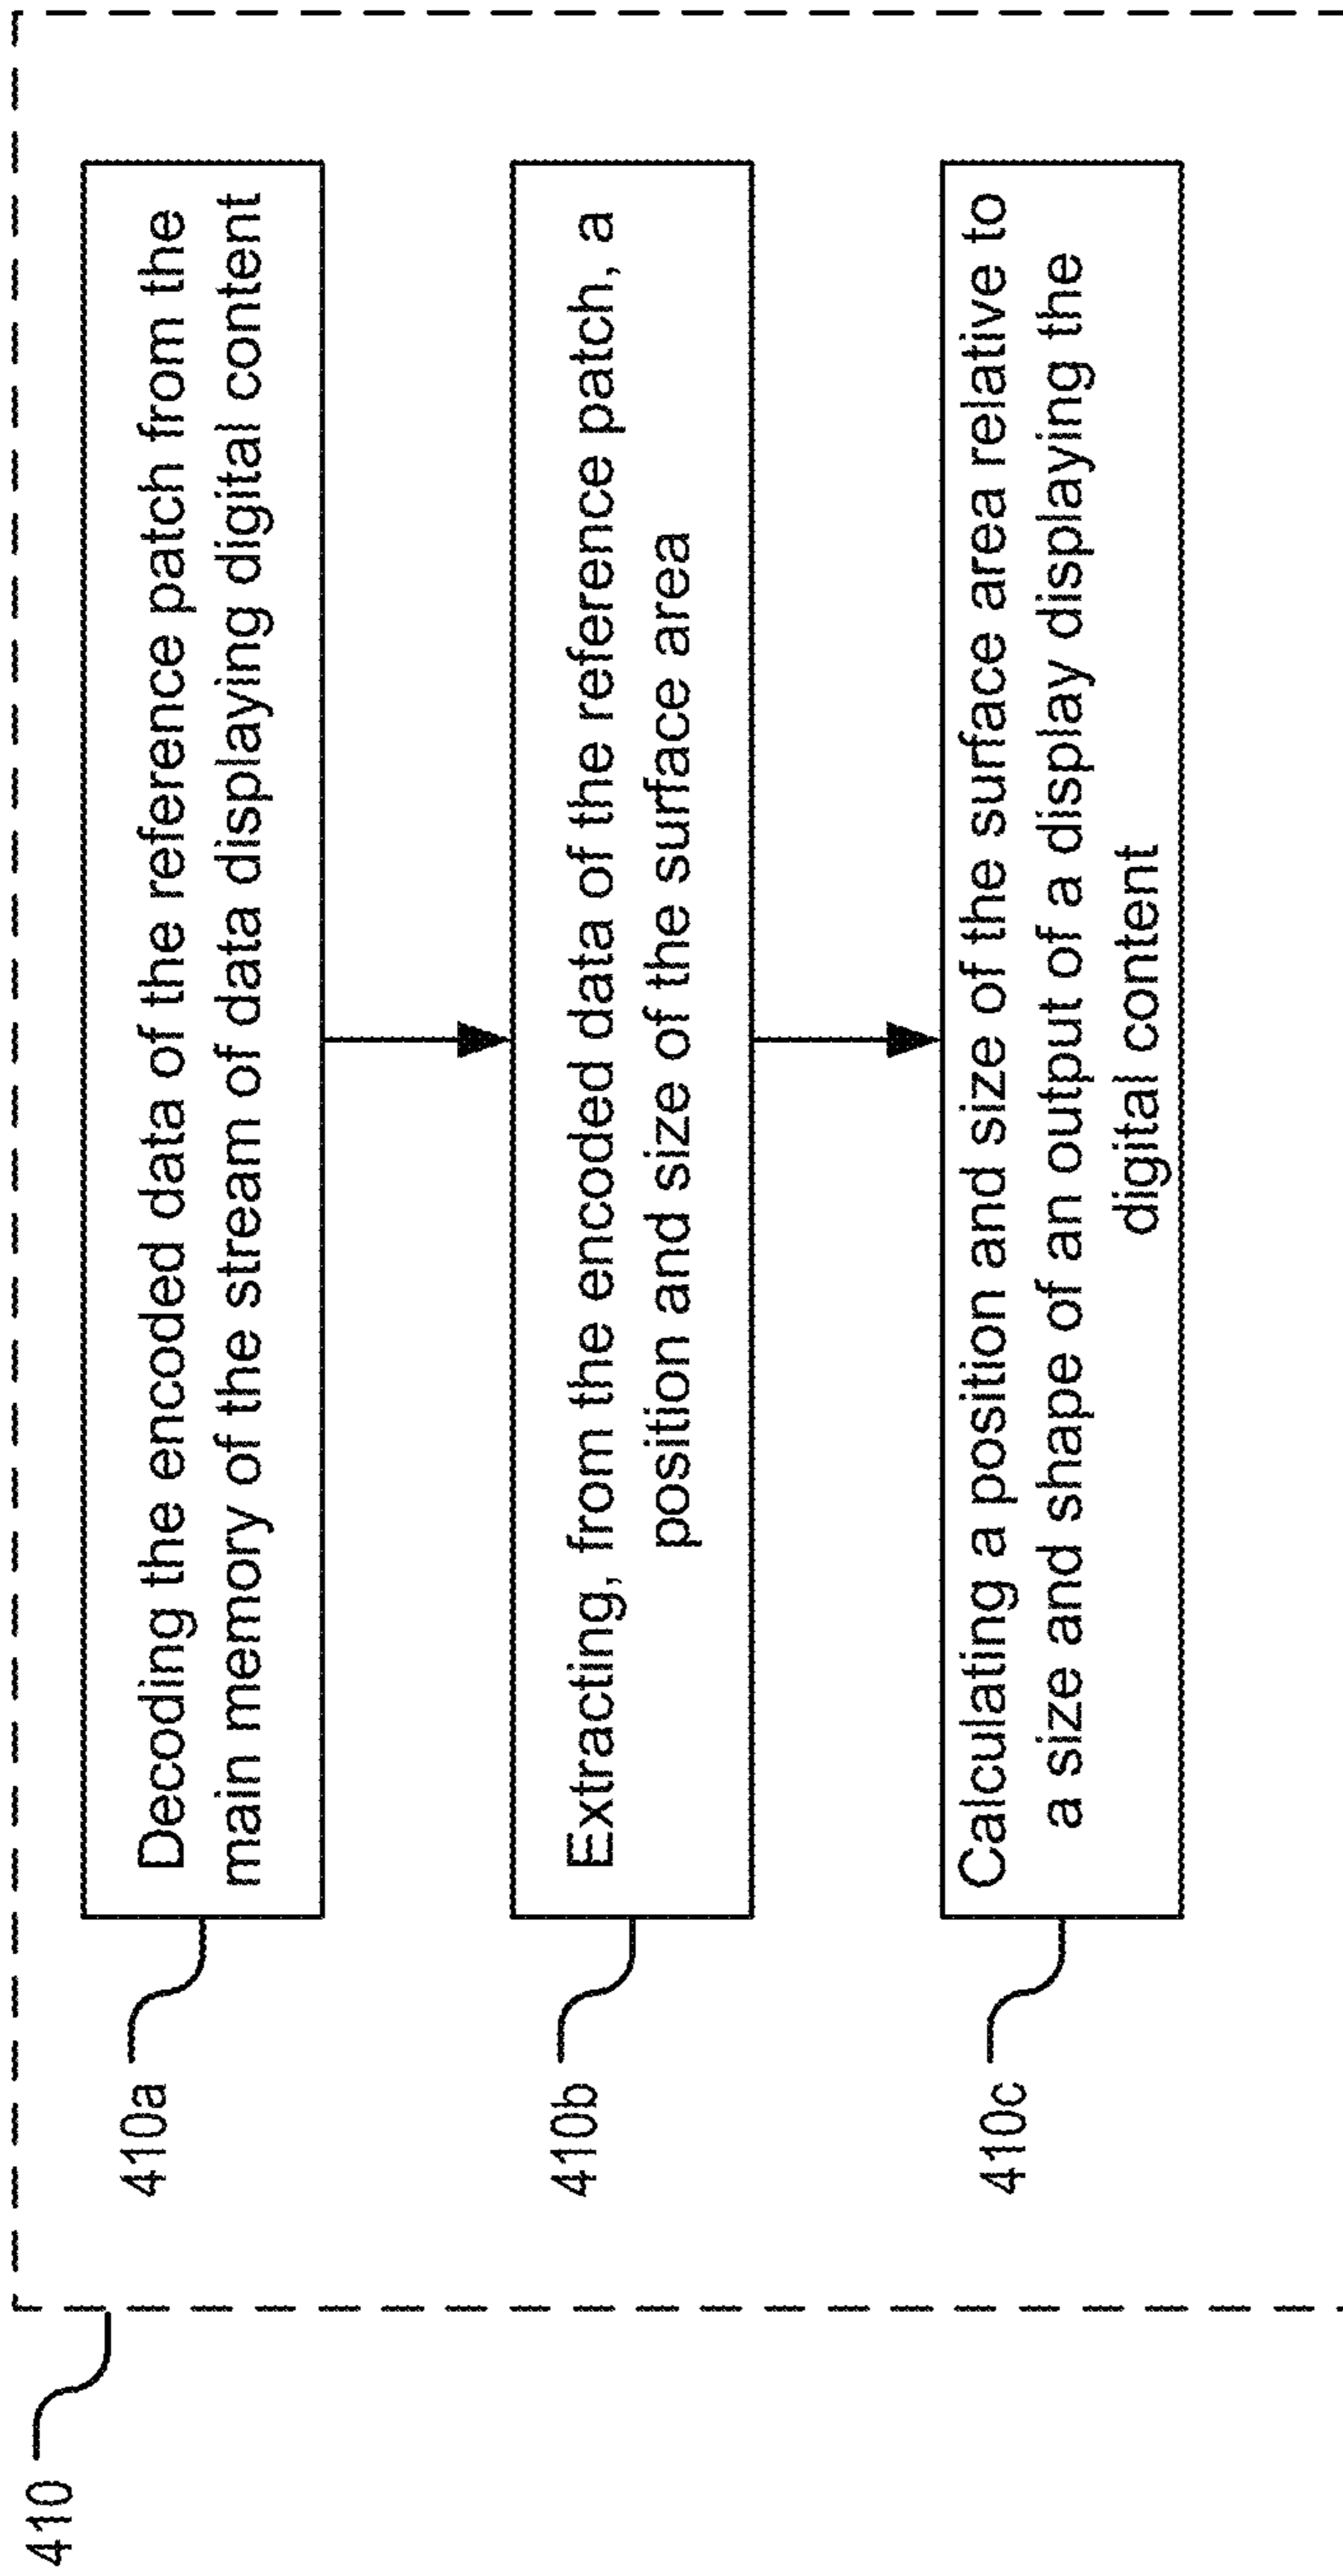 410
410a
Decoding the encoded data of the reference patch from the
main memory of the stream of data displaying digital content
410b
Extracting, from the encoded data of the reference patch, a
position and size of the surface area
410c
Calculating a position and size of the surface area relative to
a size and shape of an output of a display displaying the
digital content